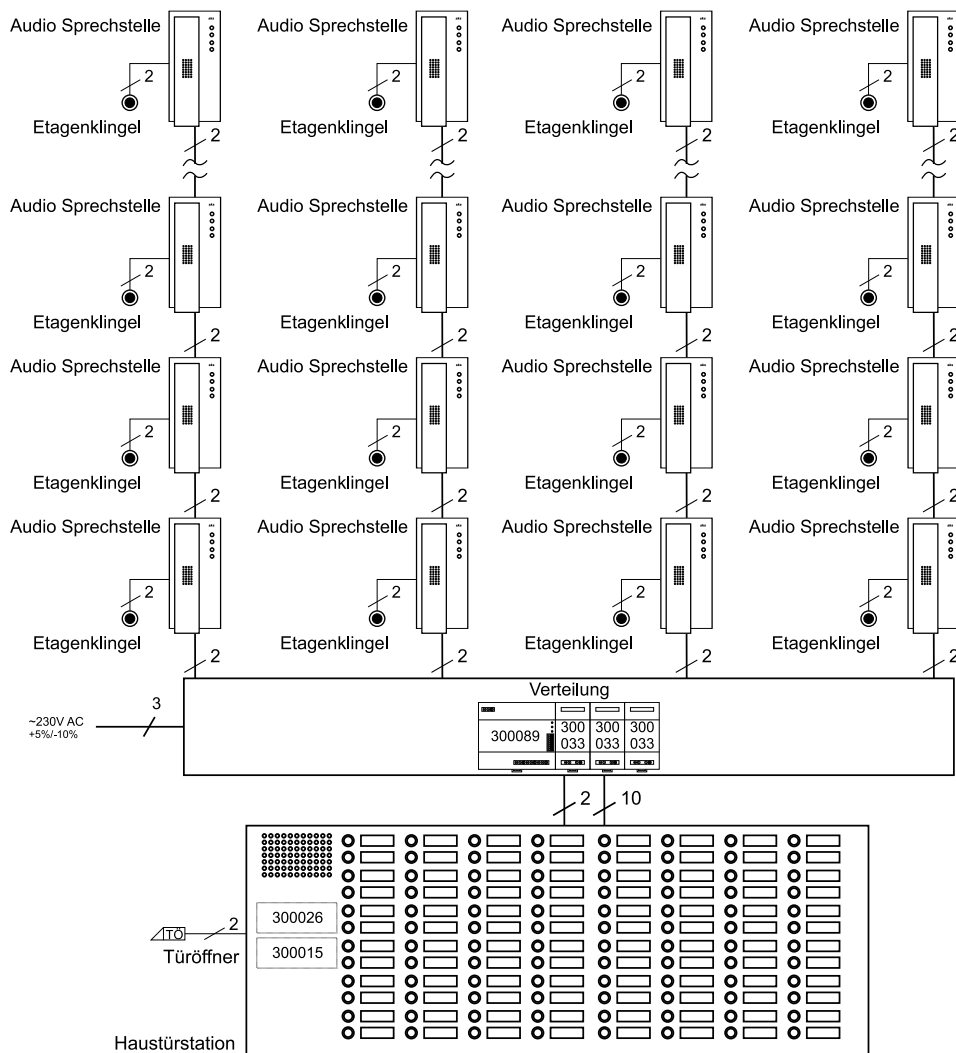 Audio Sprechstelle Audio Sprechstelle Audio Sprechstelle Audio Sprechstelle
2 2 2 2
Etagenklingel Etagenklingel Etagenklingel Etagenklingel
2 2 2 2
Audio Sprechstelle Audio Sprechstelle Audio Sprechstelle Audio Sprechstelle
2 2 2 2
Etagenklingel Etagenklingel Etagenklingel Etagenklingel
2 2 2 2
Audio Sprechstelle Audio Sprechstelle Audio Sprechstelle Audio Sprechstelle
2 2 2 2
Etagenklingel Etagenklingel Etagenklingel Etagenklingel
2 2 2 2
Audio Sprechstelle Audio Sprechstelle Audio Sprechstelle Audio Sprechstelle
2 2 2 2
Etagenklingel Etagenklingel Etagenklingel Etagenklingel
2 2 2 2
Verteilung
3
~230V AC
+5%/-10%
300089 300 300 300
033 033 033
2 10
300026
2
TÖ
300015
Türöffner
Haustürstation